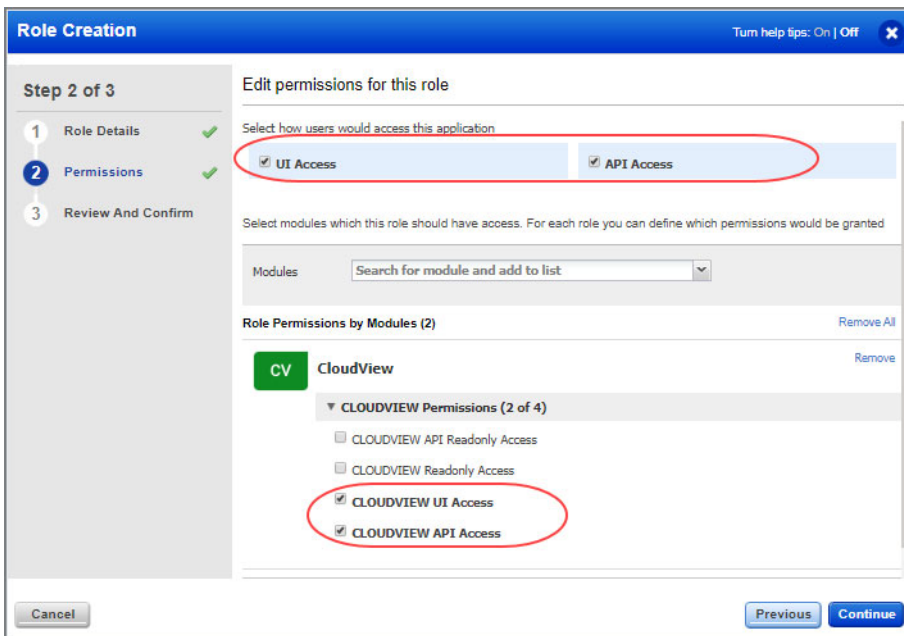 Role Creation
Turn help tips: On | Off
Step 2 of 3
1 Role Details
2 Permissions
3 Review And Confirm
Edit permissions for this role
Select how users would access this application
UI Access
API Access
Select modules which this role should have access. For each role you can define which permissions would be granted
Modules
Search for module and add to list
Role Permissions by Modules (2)
Remove All
CV
CloudView
Remove
CLOUDVIEW Permissions (2 of 4)
CLOUDVIEW API Readonly Access
CLOUDVIEW Readonly Access
CLOUDVIEW UI Access
CLOUDVIEW API Access
Cancel
Previous
Continue